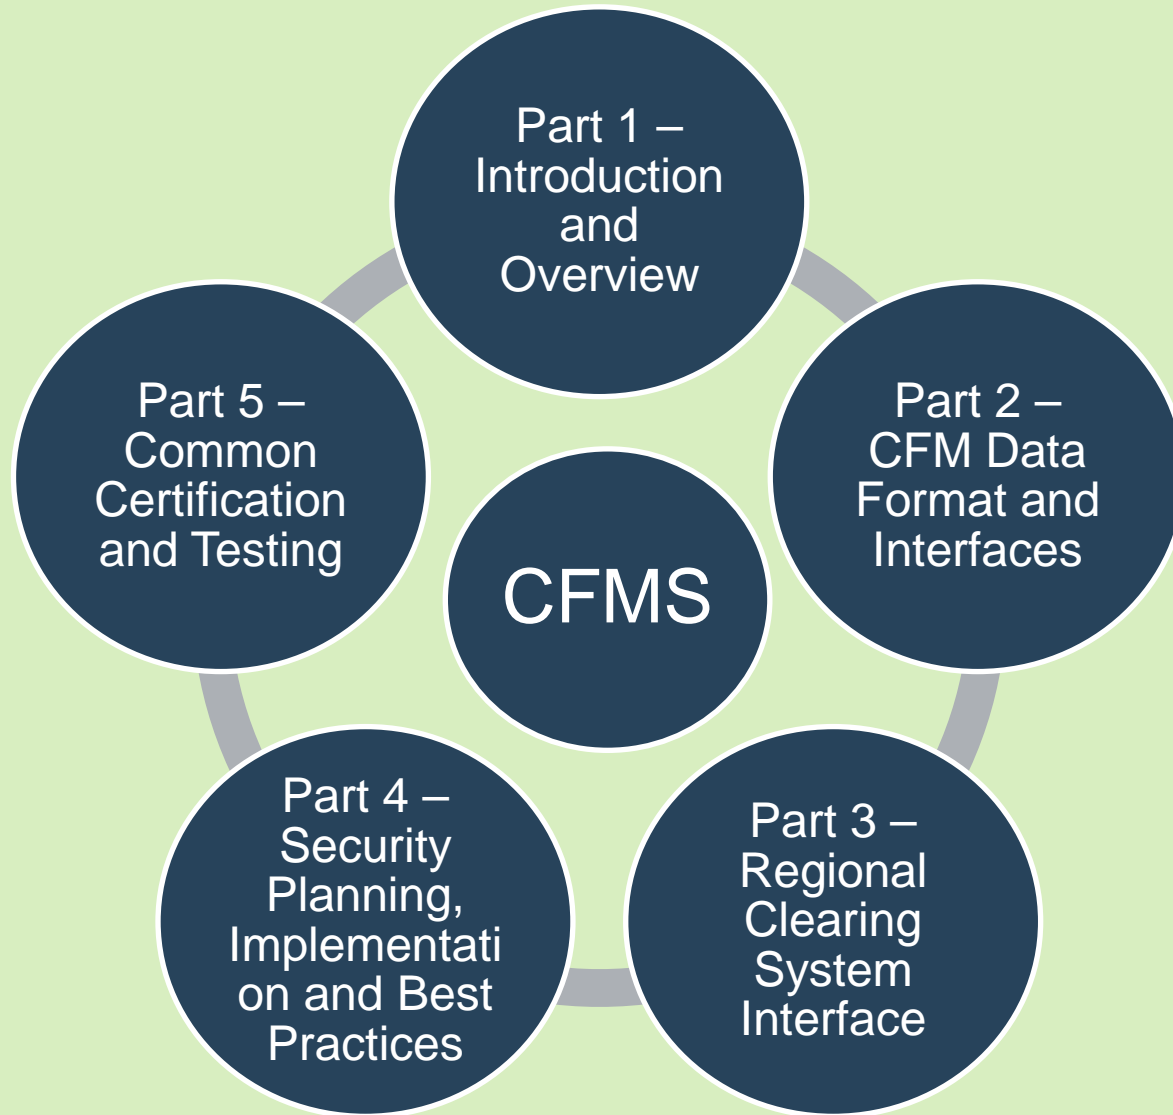 Part 1 –
Introduction
and
Overview
Part 2 –
CFM Data
Format and
Interfaces
Part 3 –
Regional
Clearing
System
Interface
Part 4 –
Security
Planning,
Implementati
on and Best
Practices
Part 5 –
Common
Certification
and Testing
CFMS